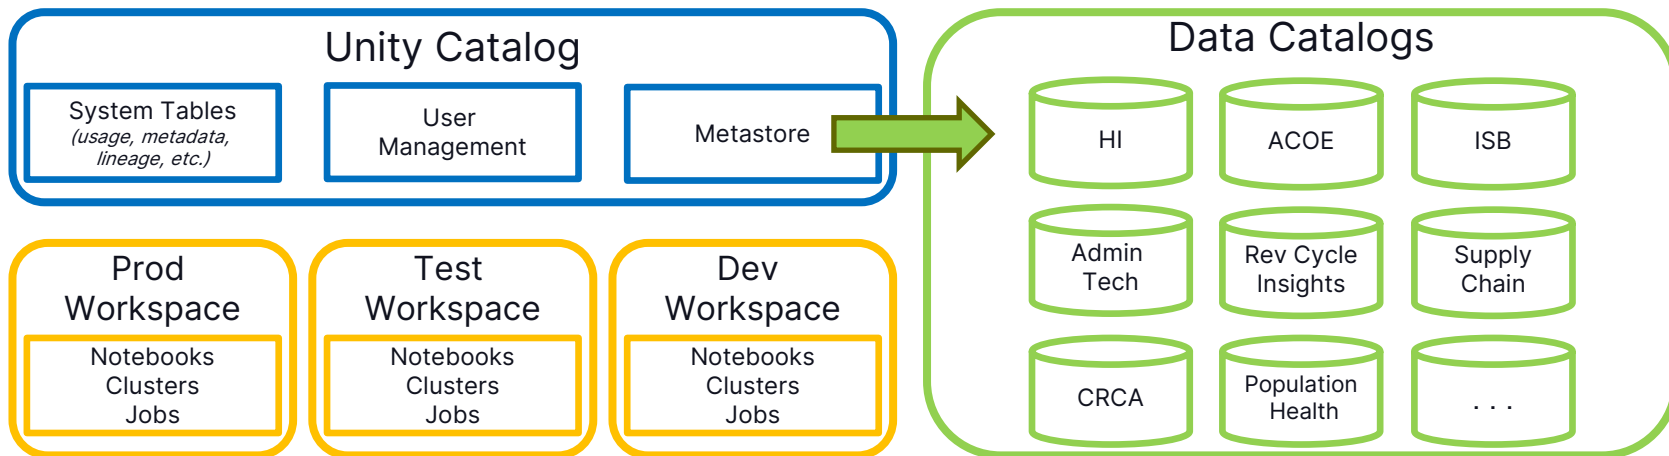 Unity Catalog
System Tables
(usage, metadata,
lineage, etc.)
User
Management
Metastore
Data Catalogs
HI
ACOE
ISB
Admin
Tech
Rev Cycle
Insights
Supply
Chain
CRCA
Population
Health
. . .
Prod
Workspace
Notebooks
Clusters
Jobs
Test
Workspace
Notebooks
Clusters
Jobs
Dev
Workspace
Notebooks
Clusters
Jobs